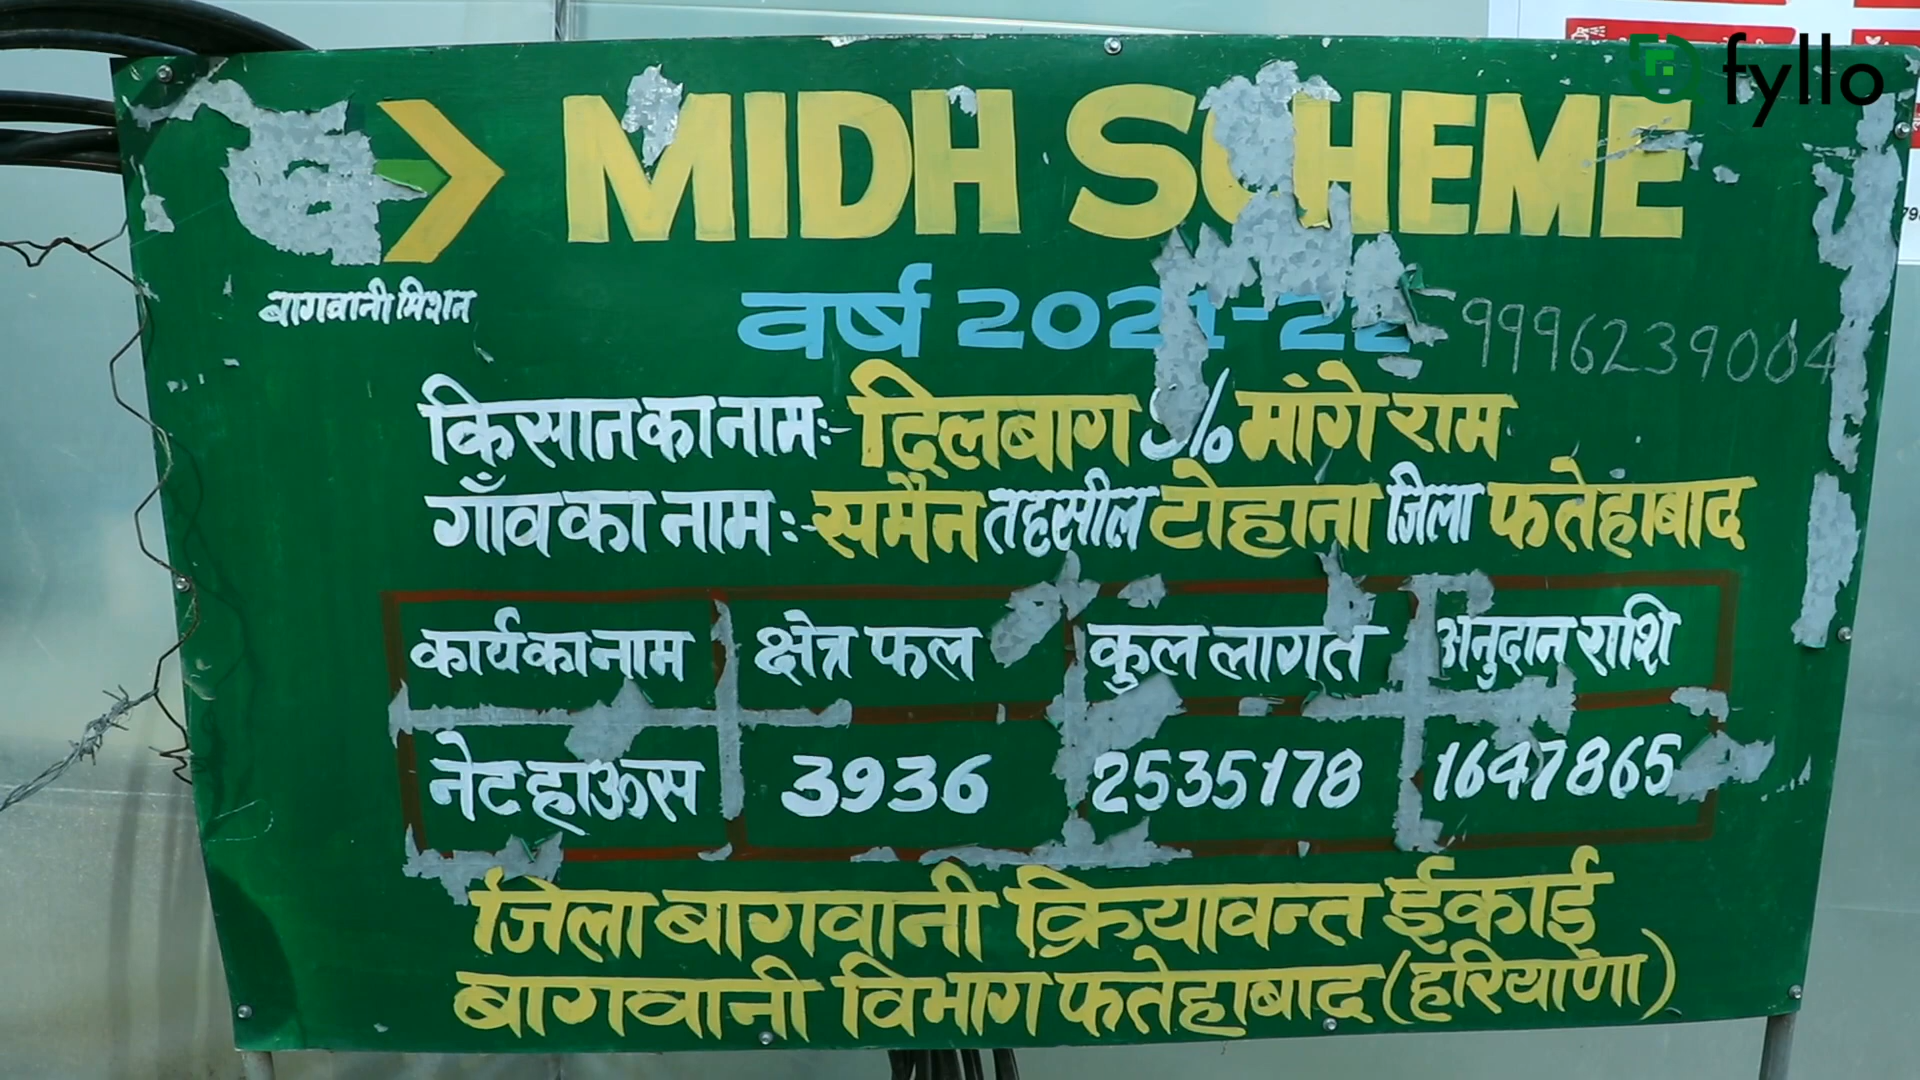 fyllo
MIDH SCHEME
बागवानी मिशन
वर्ष 2021-22 9996239004
किसान का नाम:- दिलबाग S/o मांगे राम
गाँव का नाम:- समैन तहसील टोहाना जिला फतेहाबाद
कार्य का नाम क्षेत्र फल कुल लागत अनुदान राशि
नेट हाऊस 3936 2535178 1647865
जिला बागवानी क्रियावन्त ईकाई
बागवानी विभाग फतेहाबाद (हरियाणा)